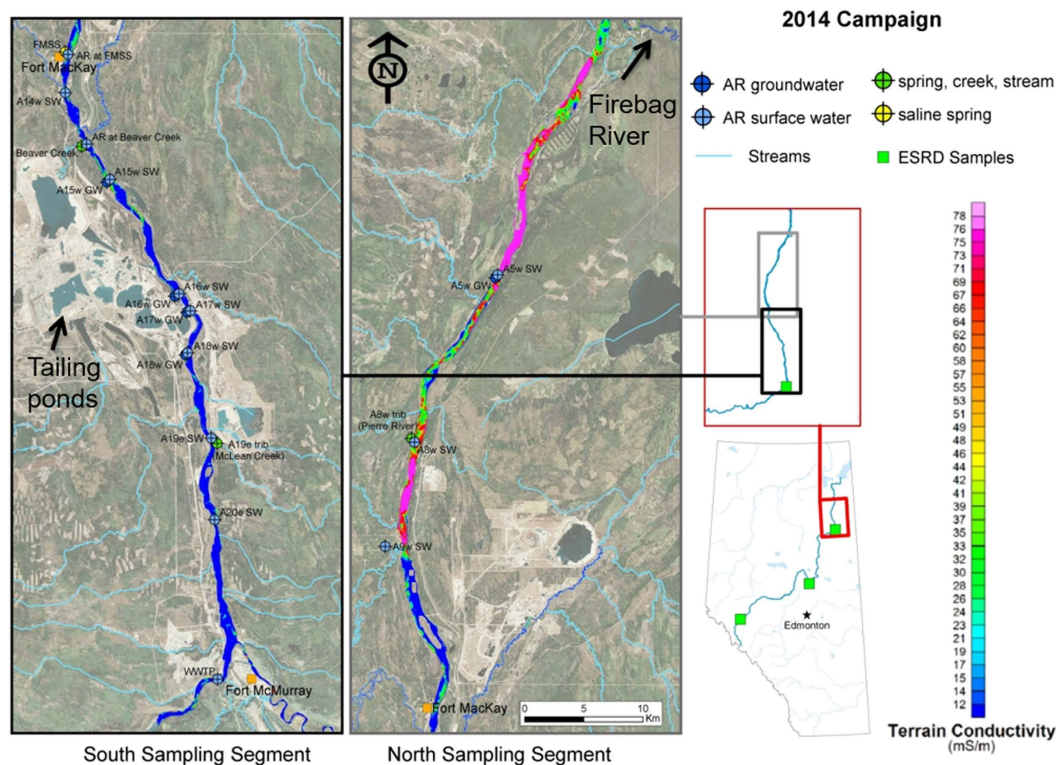 2014 Campaign
AR groundwater
AR surface water
Streams
spring, creek, stream
saline spring
ESRD Samples
FMSS
AR at FMSS
Fort MacKay
A14w SW
AR at Beaver Creek
Beaver Creek
A15w SW
A15w GW
A16w SW
A16w GW
A17w SW
A17w GW
A18w SW
A18w GW
Tailing
ponds
A19e SW
A19e trib
(McLean Creek)
A20e SW
WWTP
Fort McMurray
South Sampling Segment
N
Firebag
River
A5w SW
A5w GW
A8w trib
(Pierre River)
A8w SW
A9w SW
Fort MacKay
0 5 10
Km
North Sampling Segment
Edmonton
78
76
75
73
71
69
67
66
64
62
60
58
57
55
53
51
49
48
46
44
42
41
39
37
35
33
32
30
28
26
24
23
21
19
17
15
14
12
Terrain Conductivity
(mS/m)